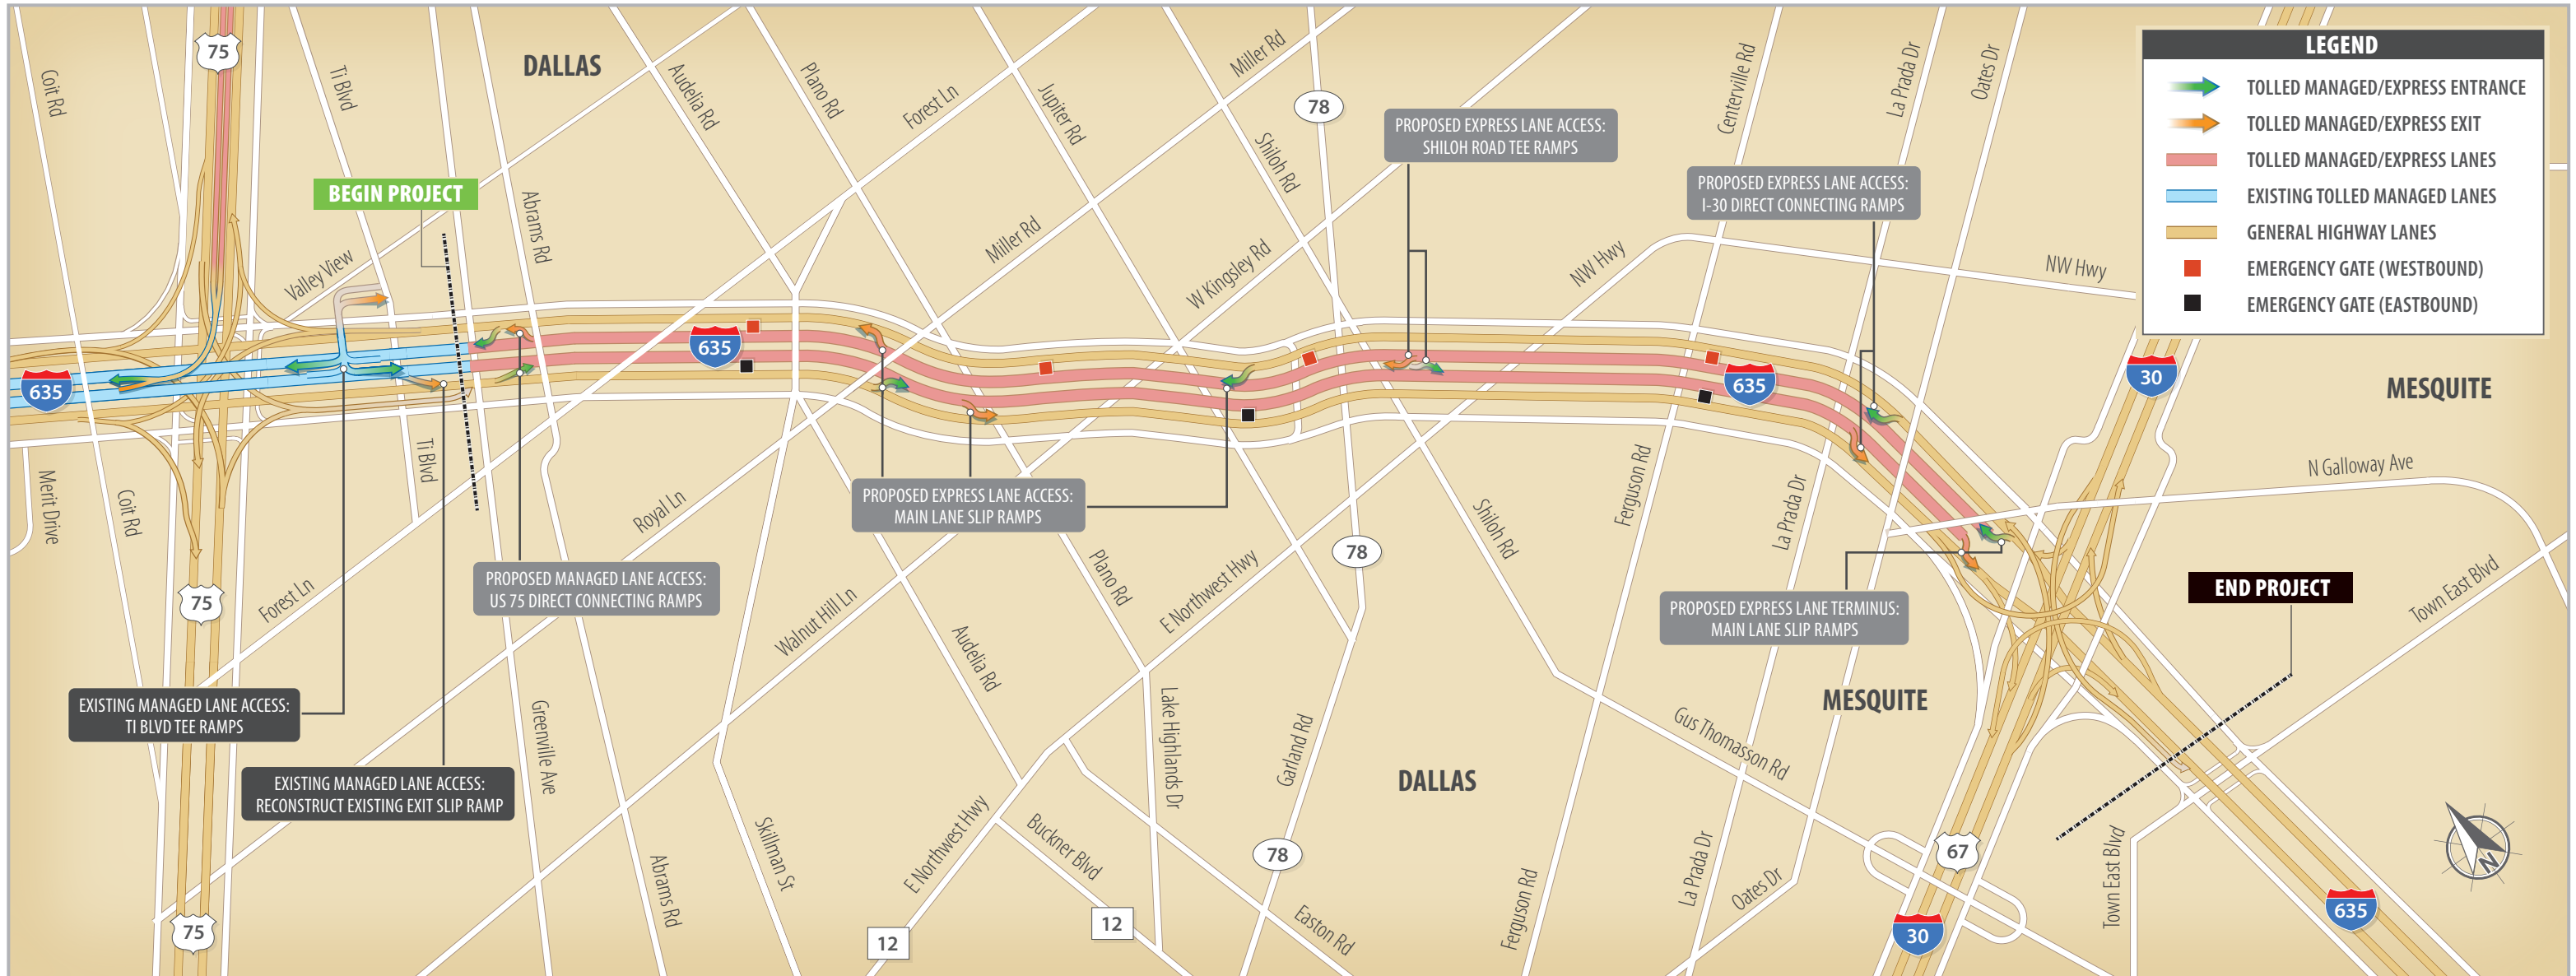 75
DALLAS
Coit Rd
Ti Blvd
Audelia Rd
Plano Rd
Forest Ln
Jupiter Rd
Miller Rd
78
Shiloh Rd
Centerville Rd
La Prada Dr
Oates Dr
LEGEND
TOLLED MANAGED/EXPRESS ENTRANCE
TOLLED MANAGED/EXPRESS EXIT
TOLLED MANAGED/EXPRESS LANES
EXISTING TOLLED MANAGED LANES
GENERAL HIGHWAY LANES
EMERGENCY GATE (WESTBOUND)
EMERGENCY GATE (EASTBOUND)
PROPOSED EXPRESS LANE ACCESS:
SHILOH ROAD TEE RAMPS
PROPOSED EXPRESS LANE ACCESS:
I-30 DIRECT CONNECTING RAMPS
BEGIN PROJECT
Abrams Rd
Valley View
Miller Rd
W Kingsley Rd
NW Hwy
NW Hwy
635
635
635
30
MESQUITE
Merit Drive
Coit Rd
Ti Blvd
Royal Ln
PROPOSED EXPRESS LANE ACCESS:
MAIN LANE SLIP RAMPS
Shiloh Rd
Ferguson Rd
La Prada Dr
N Galloway Ave
78
75
Forest Ln
PROPOSED MANAGED LANE ACCESS:
US 75 DIRECT CONNECTING RAMPS
Walnut Hill Ln
Plano Rd
E Northwest Hwy
PROPOSED EXPRESS LANE TERMINUS:
MAIN LANE SLIP RAMPS
END PROJECT
Town East Blvd
Audelia Rd
MESQUITE
EXISTING MANAGED LANE ACCESS:
TI BLVD TEE RAMPS
Greenville Ave
Lake Highlands Dr
Garland Rd
Gus Thomasson Rd
DALLAS
EXISTING MANAGED LANE ACCESS:
RECONSTRUCT EXISTING EXIT SLIP RAMP
Skillman St
E Northwest Hwy
Buckner Blvd
78
67
N
Abrams Rd
La Prada Dr
Oates Dr
Town East Blvd
75
12
12
Easton Rd
Ferguson Rd
30
635